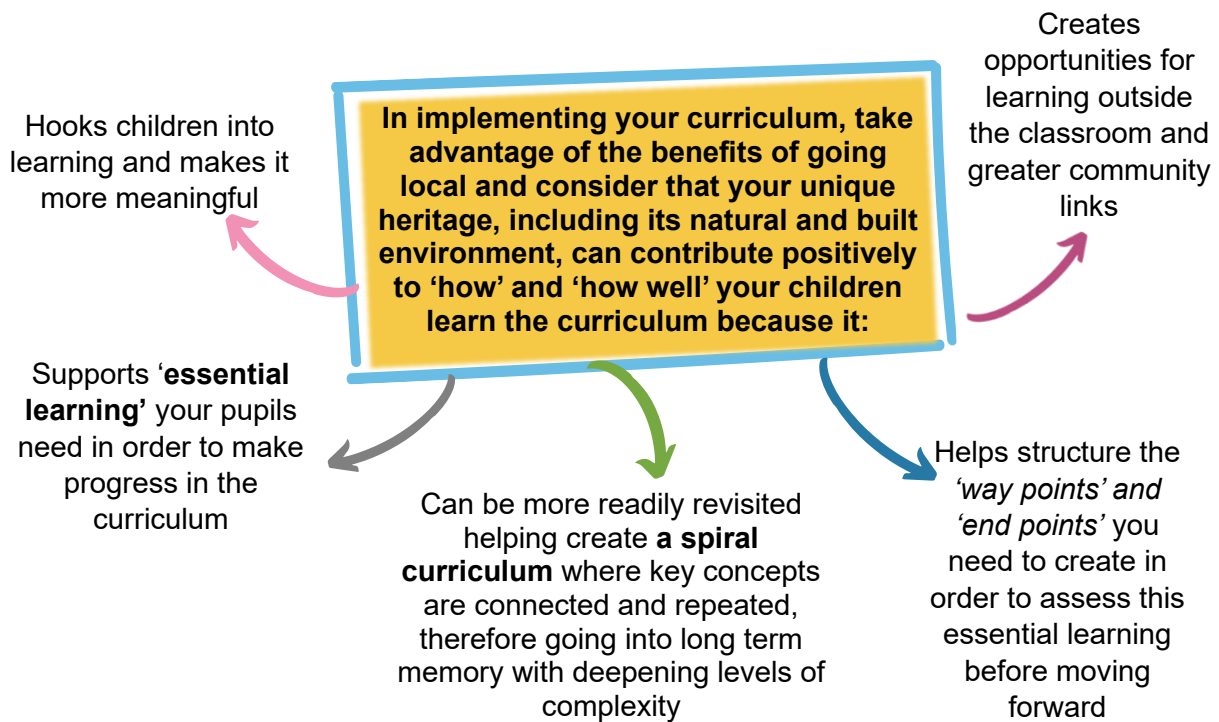 In implementing your curriculum, take
advantage of the benefits of going
local and consider that your unique
heritage, including its natural and built
environment, can contribute positively
to ‘how’ and ‘how well’ your children
learn the curriculum because it:
Hooks children into
learning and makes it
more meaningful
Supports ‘essential
learning’ your pupils
need in order to make
progress in the
curriculum
Can be more readily revisited
helping create a spiral
curriculum where key concepts
are connected and repeated,
therefore going into long term
memory with deepening levels of
complexity
Helps structure the
‘way points’ and
‘end points’ you
need to create in
order to assess this
essential learning
before moving
forward
Creates
opportunities for
learning outside
the classroom and
greater community
links